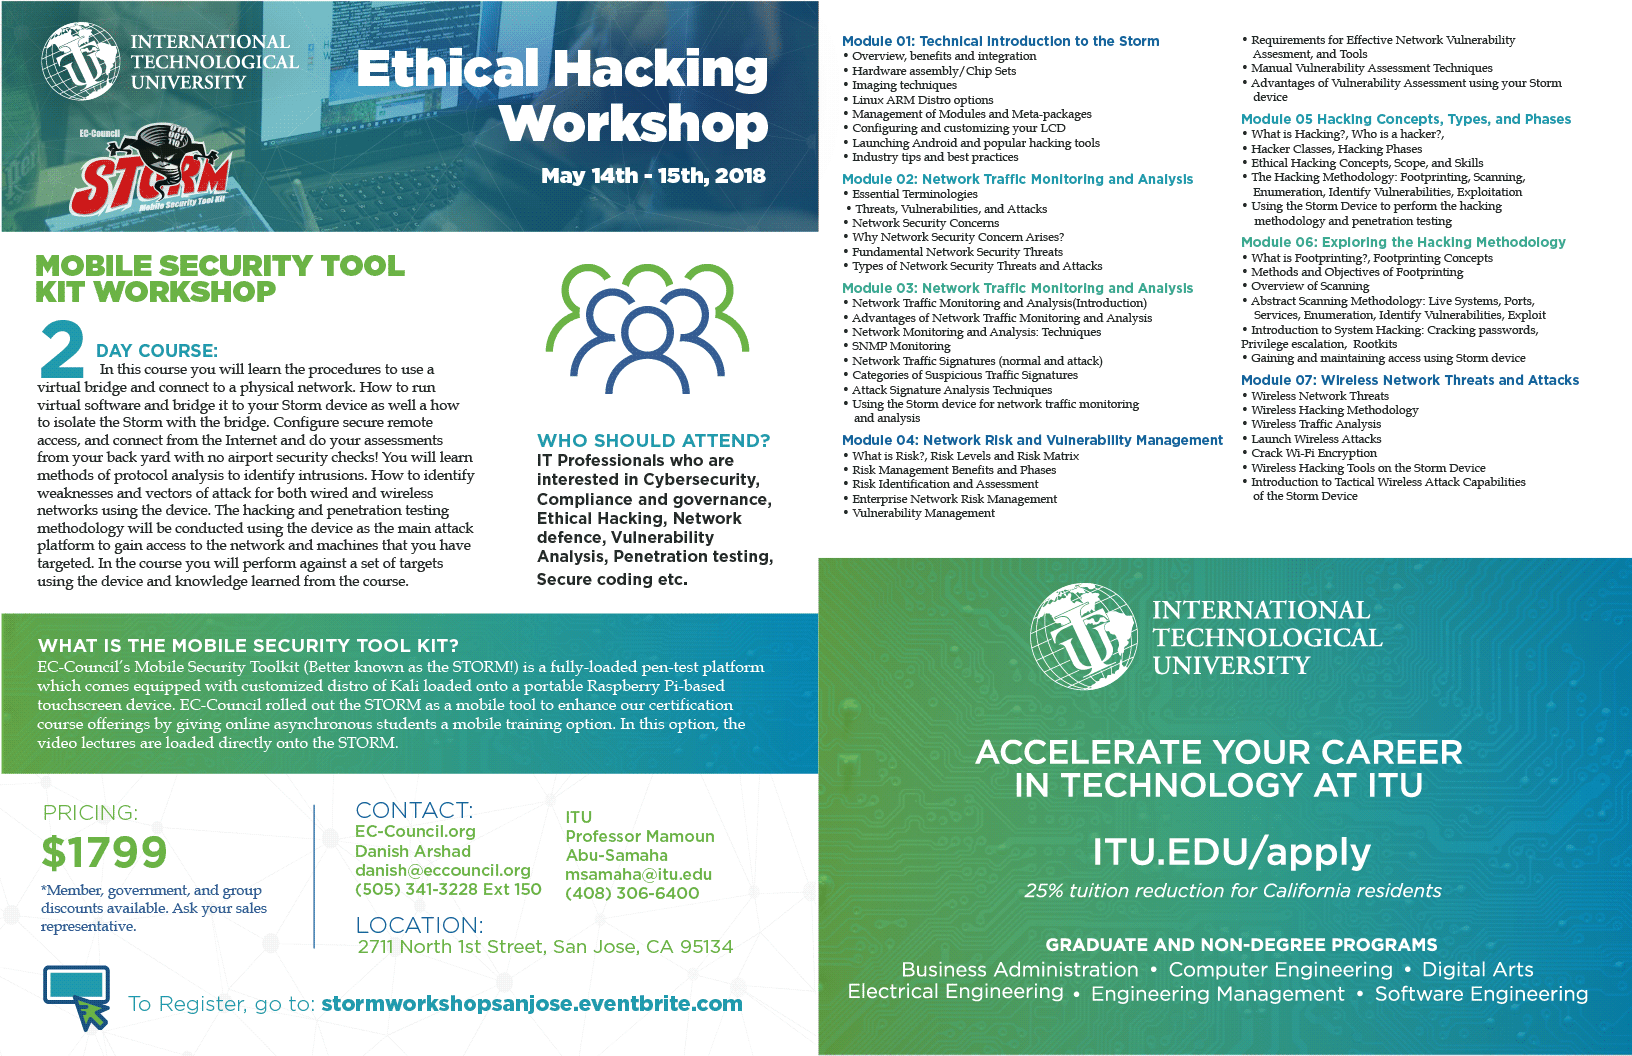 INTERNATIONAL
TECHNOLOGICAL
UNIVERSITY
Ethical Hacking
Workshop
May 14th - 15th, 2018
EC-Council
STORM
Mobile Security Tool Kit
MOBILE SECURITY TOOL
KIT WORKSHOP
2 DAY COURSE:
In this course you will learn the procedures to use a
virtual bridge and connect to a physical network. How to run
virtual software and bridge it to your Storm device as well a how
to isolate the Storm with the bridge. Configure secure remote
access, and connect from the Internet and do your assessments
from your back yard with no airport security checks! You will learn
methods of protocol analysis to identify intrusions. How to identify
weaknesses and vectors of attack for both wired and wireless
networks using the device. The hacking and penetration testing
methodology will be conducted using the device as the main attack
platform to gain access to the network and machines that you have
targeted. In the course you will perform against a set of targets
using the device and knowledge learned from the course.
WHO SHOULD ATTEND?
IT Professionals who are
interested in Cybersecurity,
Compliance and governance,
Ethical Hacking, Network
defence, Vulnerability
Analysis, Penetration testing,
Secure coding etc.
WHAT IS THE MOBILE SECURITY TOOL KIT?
EC-Council's Mobile Security Toolkit (Better known as the STORM!) is a fully-loaded pen-test platform
which comes equipped with customized distro of Kali loaded onto a portable Raspberry Pi-based
touchscreen device. EC-Council rolled out the STORM as a mobile tool to enhance our certification
course offerings by giving online asynchronous students a mobile training option. In this option, the
video lectures are loaded directly onto the STORM.
PRICING:
$1799
*Member, government, and group
discounts available. Ask your sales
representative.
CONTACT:
EC-Council.org
Danish Arshad
danish@eccouncil.org
(505) 341-3228 Ext 150
ITU
Professor Mamoun
Abu-Samaha
msamaha@itu.edu
(408) 306-6400
LOCATION:
2711 North 1st Street, San Jose, CA 95134
To Register, go to: stormworkshopsanjose.eventbrite.com
Module 01: Technical Introduction to the Storm
• Overview, benefits and integration
• Hardware assembly/Chip Sets
• Imaging techniques
• Linux ARM Distro options
• Management of Modules and Meta-packages
• Configuring and customizing your LCD
• Launching Android and popular hacking tools
• Industry tips and best practices
Module 02: Network Traffic Monitoring and Analysis
• Essential Terminologies
• Threats, Vulnerabilities, and Attacks
• Network Security Concerns
• Why Network Security Concern Arises?
• Fundamental Network Security Threats
• Types of Network Security Threats and Attacks
Module 03: Network Traffic Monitoring and Analysis
• Network Traffic Monitoring and Analysis(Introduction)
• Advantages of Network Traffic Monitoring and Analysis
• Network Monitoring and Analysis: Techniques
• SNMP Monitoring
• Network Traffic Signatures (normal and attack)
• Categories of Suspicious Traffic Signatures
• Attack Signature Analysis Techniques
• Using the Storm device for network traffic monitoring
and analysis
Module 04: Network Risk and Vulnerability Management
• What is Risk?, Risk Levels and Risk Matrix
• Risk Management Benefits and Phases
• Risk Identification and Assessment
• Enterprise Network Risk Management
• Vulnerability Management
• Requirements for Effective Network Vulnerability
Assesment, and Tools
• Manual Vulnerability Assessment Techniques
• Advantages of Vulnerability Assessment using your Storm
device
Module 05 Hacking Concepts, Types, and Phases
• What is Hacking?, Who is a hacker?,
• Hacker Classes, Hacking Phases
• Ethical Hacking Concepts, Scope, and Skills
• The Hacking Methodology: Footprinting, Scanning,
Enumeration, Identify Vulnerabilities, Exploitation
• Using the Storm Device to perform the hacking
methodology and penetration testing
Module 06: Exploring the Hacking Methodology
• What is Footprinting?, Footprinting Concepts
• Methods and Objectives of Footprinting
• Overview of Scanning
• Abstract Scanning Methodology: Live Systems, Ports,
Services, Enumeration, Identify Vulnerabilities, Exploit
• Introduction to System Hacking: Cracking passwords,
Privilege escalation, Rootkits
• Gaining and maintaining access using Storm device
Module 07: Wireless Network Threats and Attacks
• Wireless Network Threats
• Wireless Hacking Methodology
• Wireless Traffic Analysis
• Launch Wireless Attacks
• Crack Wi-Fi Encryption
• Wireless Hacking Tools on the Storm Device
• Introduction to Tactical Wireless Attack Capabilities
of the Storm Device
INTERNATIONAL
TECHNOLOGICAL
UNIVERSITY
ACCELERATE YOUR CAREER
IN TECHNOLOGY AT ITU
ITU.EDU/apply
25% tuition reduction for California residents
GRADUATE AND NON-DEGREE PROGRAMS
Business Administration • Computer Engineering • Digital Arts
Electrical Engineering • Engineering Management • Software Engineering